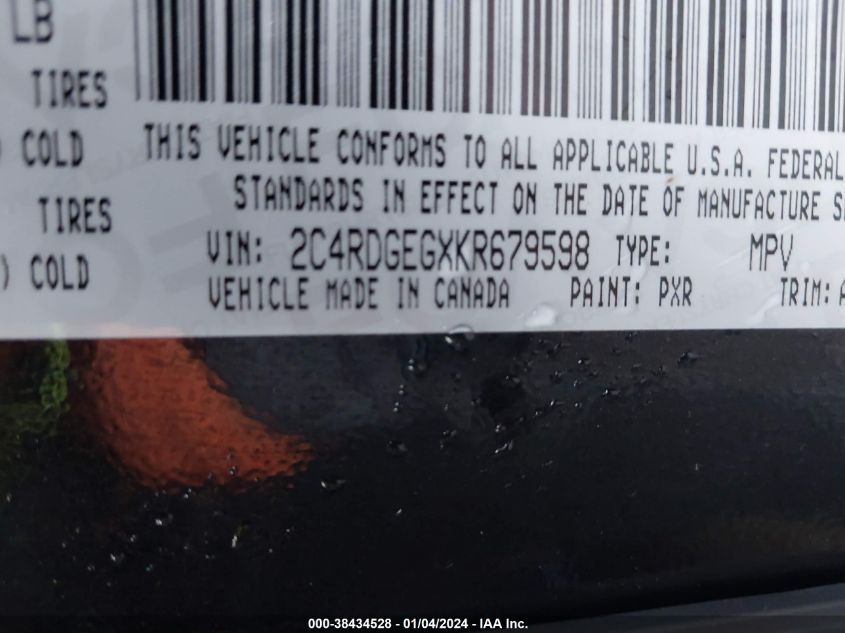 LB
TIRES
) COLD
THIS VEHICLE CONFORMS TO ALL APPLICABLE U.S.A. FEDERAL
STANDARDS IN EFFECT ON THE DATE OF MANUFACTURE
TIRES
VIN: 2C4RDGEGXKR679598 TYPE: MPV
) COLD
VEHICLE MADE IN CANADA PAINT: PXR TRIM: A
000-38434528 - 01/04/2024 - IAA Inc.